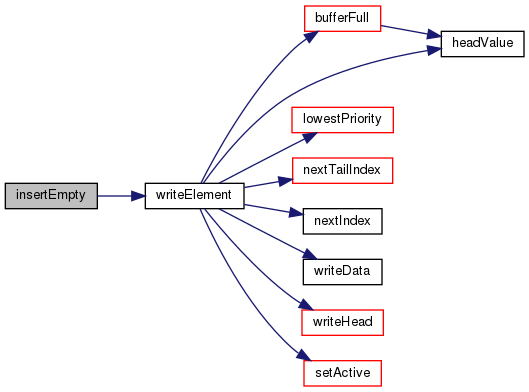 bufferFull
headValue
lowestPriority
nextTailIndex
insertEmpty
writeElement
nextIndex
writeData
writeHead
setActive